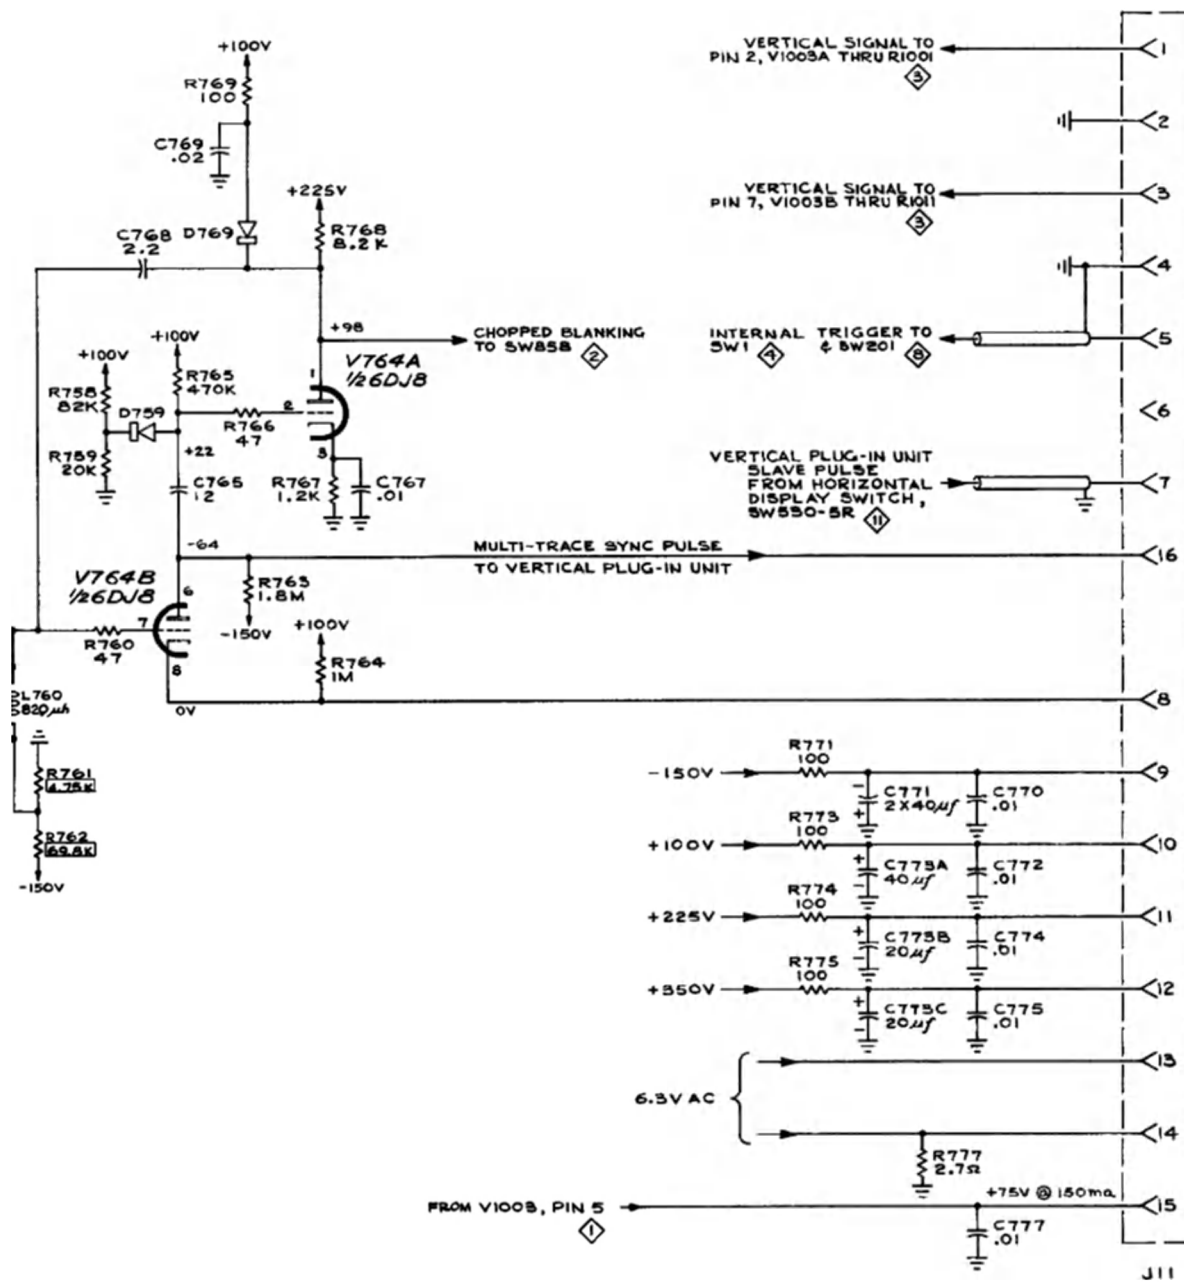 +100V
R769
100
C769
.02
+225V
C768
2.2
D769
R768
8.2K
+98
CHOPPED BLANKING
TO SW858
2
+100V
+100V
R765
470K
R758
82K
D759
V764A
1/26DJ8
1
2
3
R766
47
+22
R759
20K
C765
12
R767
1.2K
C767
.01
-64
MULTI-TRACE SYNC PULSE
TO VERTICAL PLUG-IN UNIT
V764B
1/26DJ8
6
7
8
R760
47
R763
1.8M
-150V
+100V
R764
1M
0V
L760
820µh
R761
4.75K
R762
69.8K
-150V
VERTICAL SIGNAL TO
PIN 2, V1003A THRU R1001
3
1
2
VERTICAL SIGNAL TO
PIN 7, V1003B THRU R1011
3
3
4
INTERNAL TRIGGER TO
SW1 4 & SW201 8
5
6
VERTICAL PLUG-IN UNIT
SLAVE PULSE
FROM HORIZONTAL
DISPLAY SWITCH,
SW550-5R
11
7
16
8
-150V
R771
100
9
-
C771
2X40µf
+
C770
.01
+100V
R773
100
10
+
C773A
40µf
-
C772
.01
+225V
R774
100
11
+
C773B
20µf
-
C774
.01
+350V
R775
100
12
+
C773C
20µf
-
C775
.01
6.3V AC
13
14
R777
2.7Ω
FROM V1008, PIN 5
1
+75V @ 150ma
15
C777
.01
J11